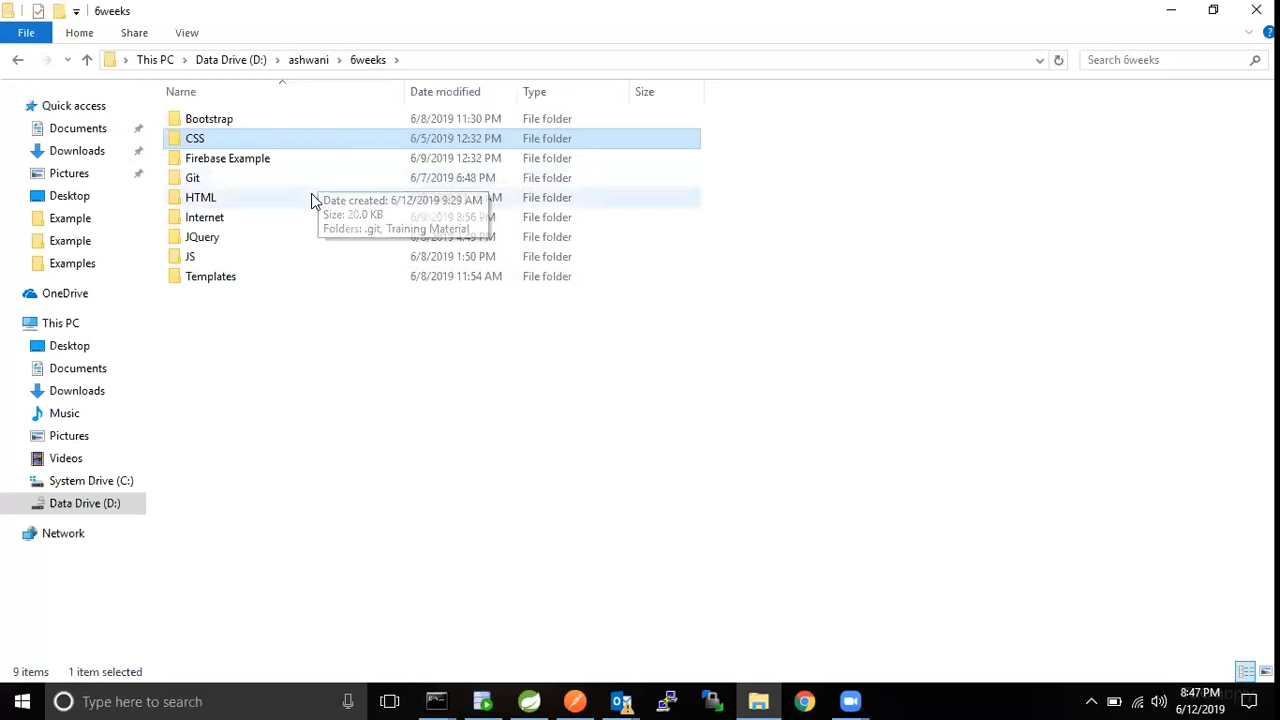 6weeks
File Home Share View
This PC Data Drive (D:) ashwani 6weeks Search 6weeks
Name Date modified Type Size
Quick access
Documents
Downloads
Pictures
Desktop
Example
Example
Examples
OneDrive
This PC
Desktop
Documents
Downloads
Music
Pictures
Videos
System Drive (C:)
Data Drive (D:)
Network
Bootstrap 6/8/2019 11:30 PM File folder
CSS 6/5/2019 12:32 PM File folder
Firebase Example 6/9/2019 12:32 PM File folder
Git 6/7/2019 6:48 PM File folder
HTML AM File folder
Internet 8:56 PM File folder
JQuery PM File folder
JS 6/8/2019 1:50 PM File folder
Templates 6/8/2019 11:54 AM File folder
Date created: 6/12/2019 9:29 AM
Size: 20.0 KB
Folders: .git, Training Material
9 items 1 item selected
Type here to search
8:47 PM
6/12/2019